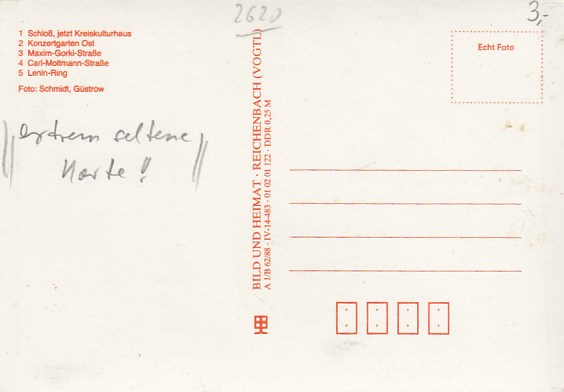 2620
3,-
1 Schloß, jetzt Kreiskulturhaus
2 Konzertgarten Ost
3 Maxim-Gorki-Straße
4 Carl-Moltmann-Straße
5 Lenin-Ring
Foto: Schmidt, Güstrow
Echt Foto
extrem seltene
Karte!
BILD UND HEIMAT · REICHENBACH (VOGTL)
A 1/B 62/88 · IV-14-483 · 01 02 01 122 · DDR 0,25 M